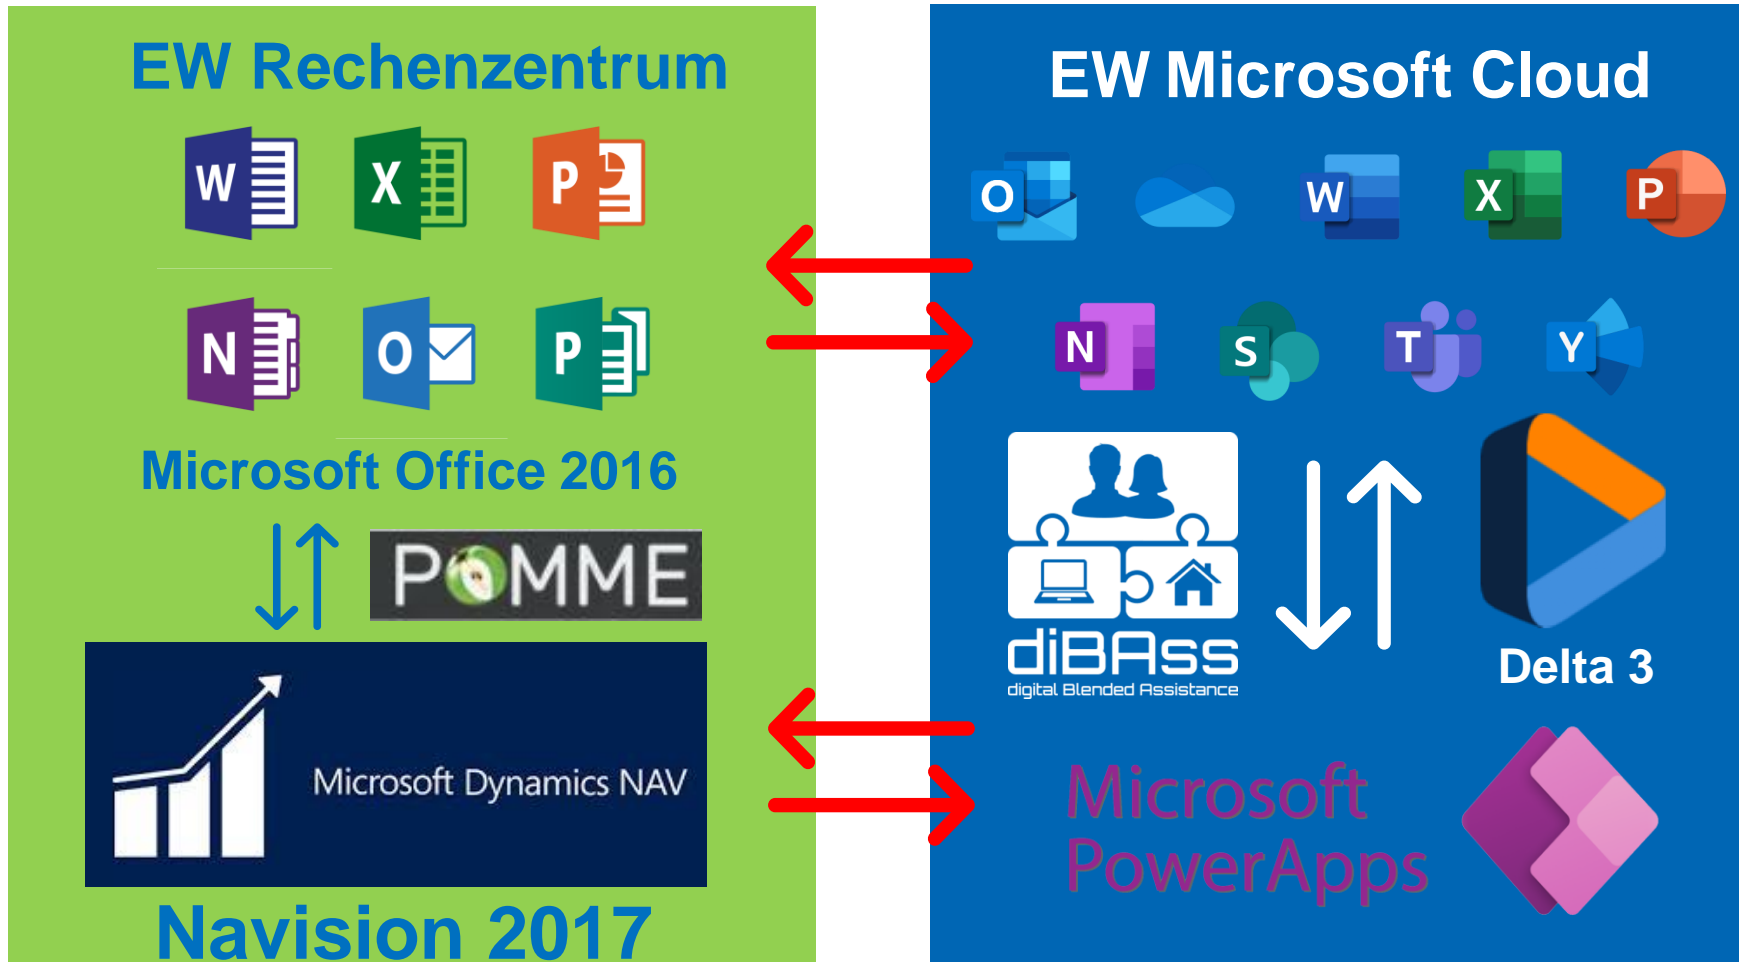 EW Rechenzentrum
W X P
N O P
Microsoft Office 2016
POMME
Microsoft Dynamics NAV
Navision 2017
EW Microsoft Cloud
O W X P
N S T Y
diBAss
digital Blended Assistance
Delta 3
Microsoft
PowerApps